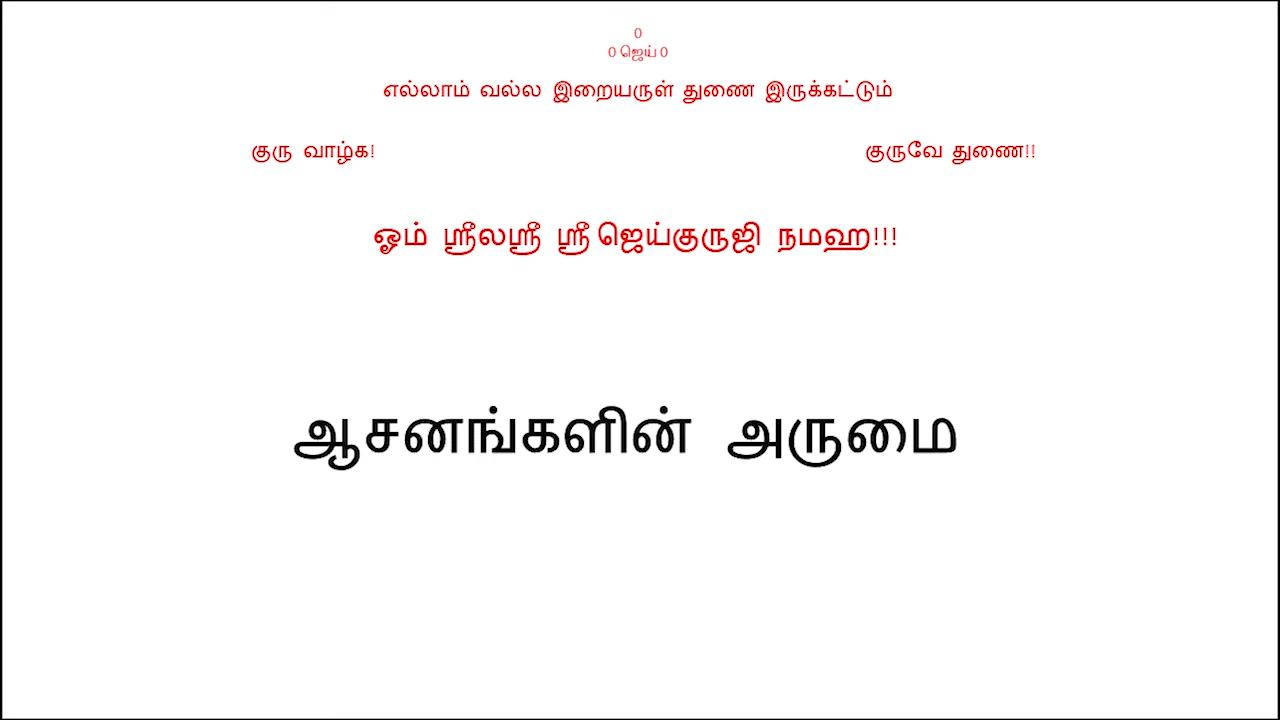 0
0 ஜெய் 0
எல்லாம் வல்ல இறையருள் துணை இருக்கட்டும்
குரு வாழ்க! குருவே துணை!!
ஓம் ஸ்ரீலஸ்ரீ ஸ்ரீ ஜெய்குருஜி நமஹ!!!
ஆசனங்களின் அருமை